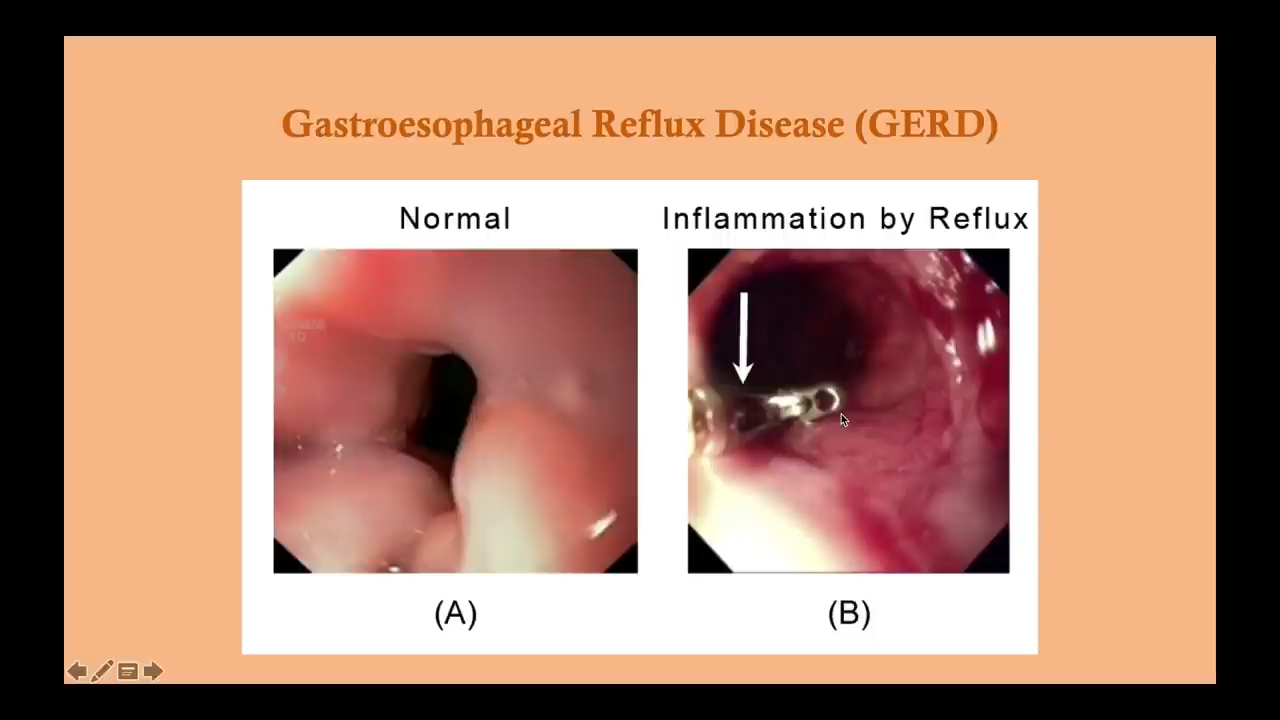 Gastroesophageal Reflux Disease (GERD)
Normal
Inflammation by Reflux
(A)
(B)